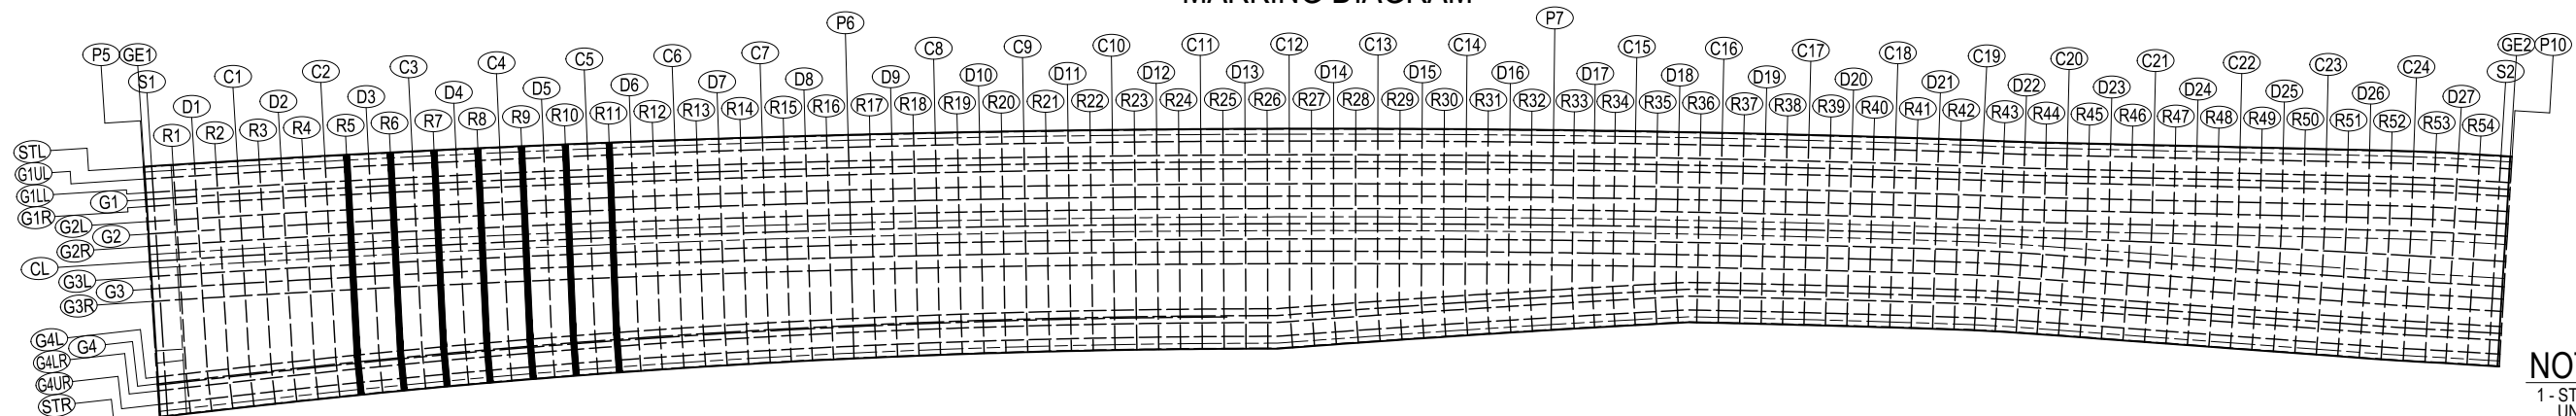 MARKING DIAGRAM
P5 GE1 S1 D1 C1 D2 C2 D3 C3 D4 C4 D5 C5 D6 C6 D7 C7 D8 P6 D9 C8 D10 C9 D11 C10 D12 C11 D13 C12 D14 C13 D15 C14 D16 P7 D17 C15 D18 C16 D19 C17 D20 C18 D21 C19 D22 C20 D23 C21 D24 C22 D25 C23 D26 C24 D27 S2 GE2 P10
R1 R2 R3 R4 R5 R6 R7 R8 R9 R10 R11 R12 R13 R14 R15 R16 R17 R18 R19 R20 R21 R22 R23 R24 R25 R26 R27 R28 R29 R30 R31 R32 R33 R34 R35 R36 R37 R38 R39 R40 R41 R42 R43 R44 R45 R46 R47 R48 R49 R50 R51 R52 R53 R54
STL
G1UL
G1LL
G1
G1R
G2L
G2
G2R
CL
G3L
G3
G3R
G4L
G4
G4LR
G4UR
STR
NO
1 - ST
UN